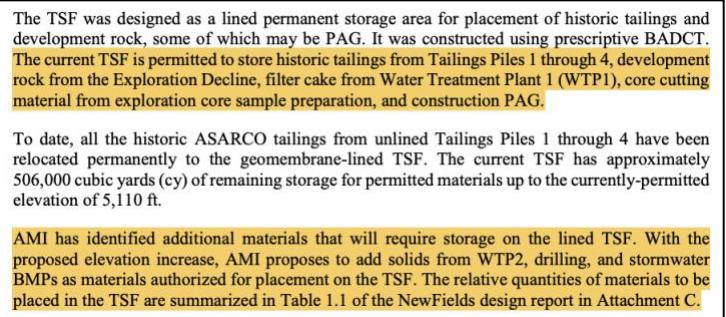 The TSF was designed as a lined permanent storage area for placement of historic tailings and
development rock, some of which may be PAG. It was constructed using prescriptive BADCT.
The current TSF is permitted to store historic tailings from Tailings Piles 1 through 4, development
rock from the Exploration Decline, filter cake from Water Treatment Plant 1 (WTP1), core cutting
material from exploration core sample preparation, and construction PAG.
To date, all the historic ASARCO tailings from unlined Tailings Piles 1 through 4 have been
relocated permanently to the geomembrane-lined TSF. The current TSF has approximately
506,000 cubic yards (cy) of remaining storage for permitted materials up to the currently-permitted
elevation of 5,110 ft.
AMI has identified additional materials that will require storage on the lined TSF. With the
proposed elevation increase, AMI proposes to add solids from WTP2, drilling, and stormwater
BMPs as materials authorized for placement on the TSF. The relative quantities of materials to be
placed in the TSF are summarized in Table 1.1 of the NewFields design report in Attachment C.